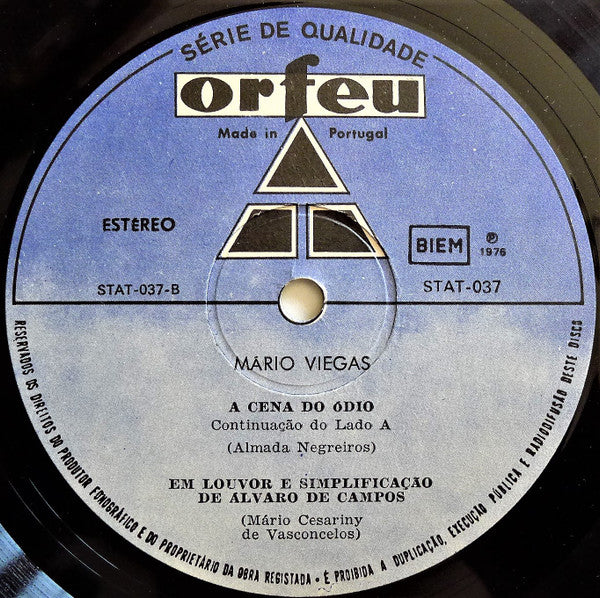 SÉRIE DE QUALIDADE
orfeu
Made in Portugal
ESTÉREO
BIEM
℗
1976
STAT-037-B
STAT-037
MÁRIO VIEGAS
A CENA DO ÓDIO
Continuação do Lado A
(Almada Negreiros)
EM LOUVOR E SIMPLIFICAÇÃO
DE ALVARO DE CAMPOS
(Mário Cesariny
de Vasconcelos)
RESERVADOS OS DIREITOS DO PRODUTOR FONOGRÁFICO E DO PROPRIETÁRIO DA OBRA REGISTADA • É PROIBIDA A DUPLICAÇÃO, EXECUÇÃO PÚBLICA E RADIODIFUSÃO DESTE DISCO